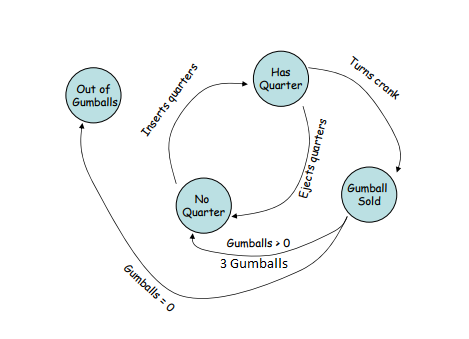 Out of
Gumballs
Has
Quarter
Turns crank
Inserts quarters
Ejects quarters
No
Quarter
Gumball
Sold
Gumballs > 0
3 Gumballs
Gumballs = 0